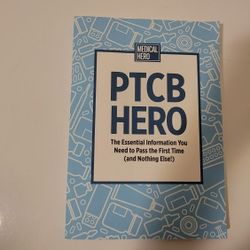 MEDICAL
HERO
PTCB
HERO
The Essential Information You
Need to Pass the First Time
(and Nothing Else!)